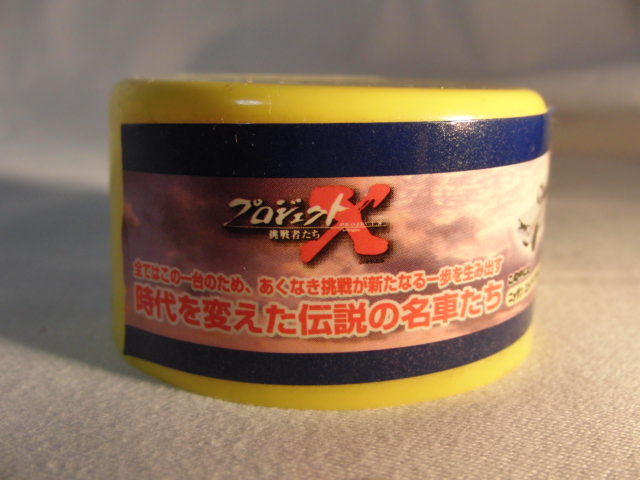 プロジェクトX
挑戦者たち
全てはこの一台のため、あくなき挑戦が新たなる一歩を生み出す
時代を変えた伝説の名車たち